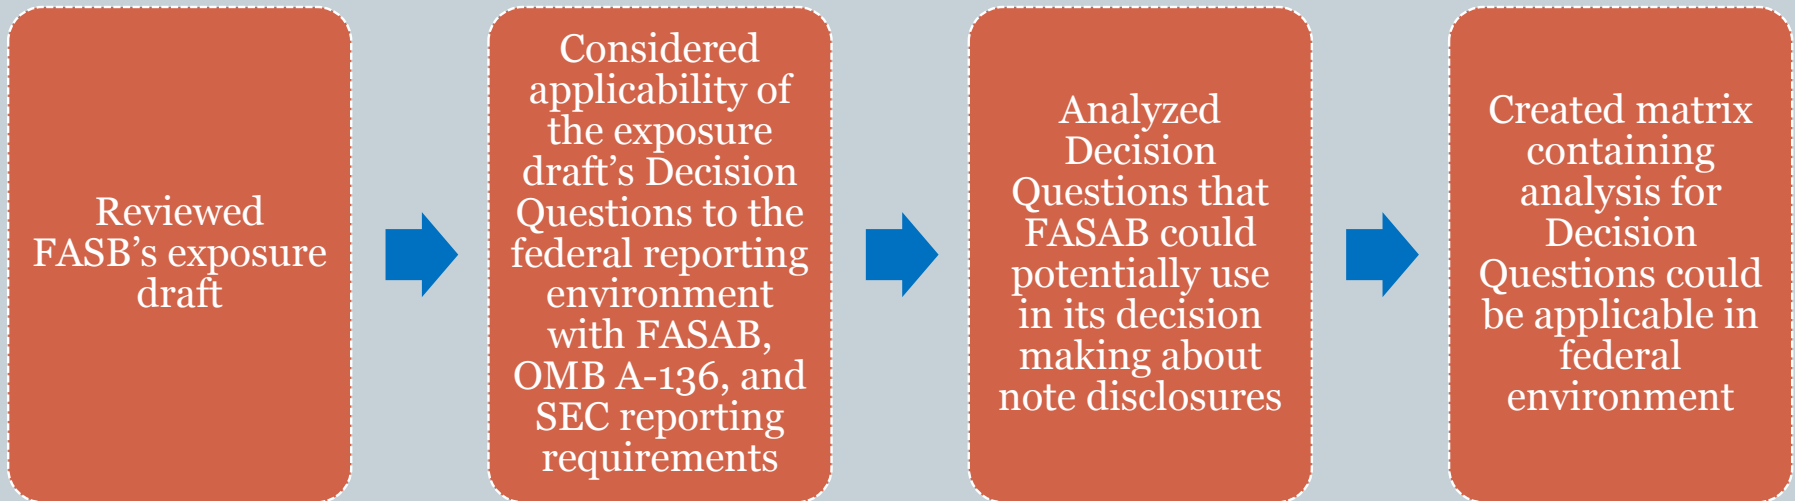 Reviewed
FASB’s exposure
draft
Considered
applicability of
the exposure
draft’s Decision
Questions to the
federal reporting
environment
with FASAB,
OMB A-136, and
SEC reporting
requirements
Analyzed
Decision
Questions that
FASAB could
potentially use
in its decision
making about
note disclosures
Created matrix
containing
analysis for
Decision
Questions could
be applicable in
federal
environment